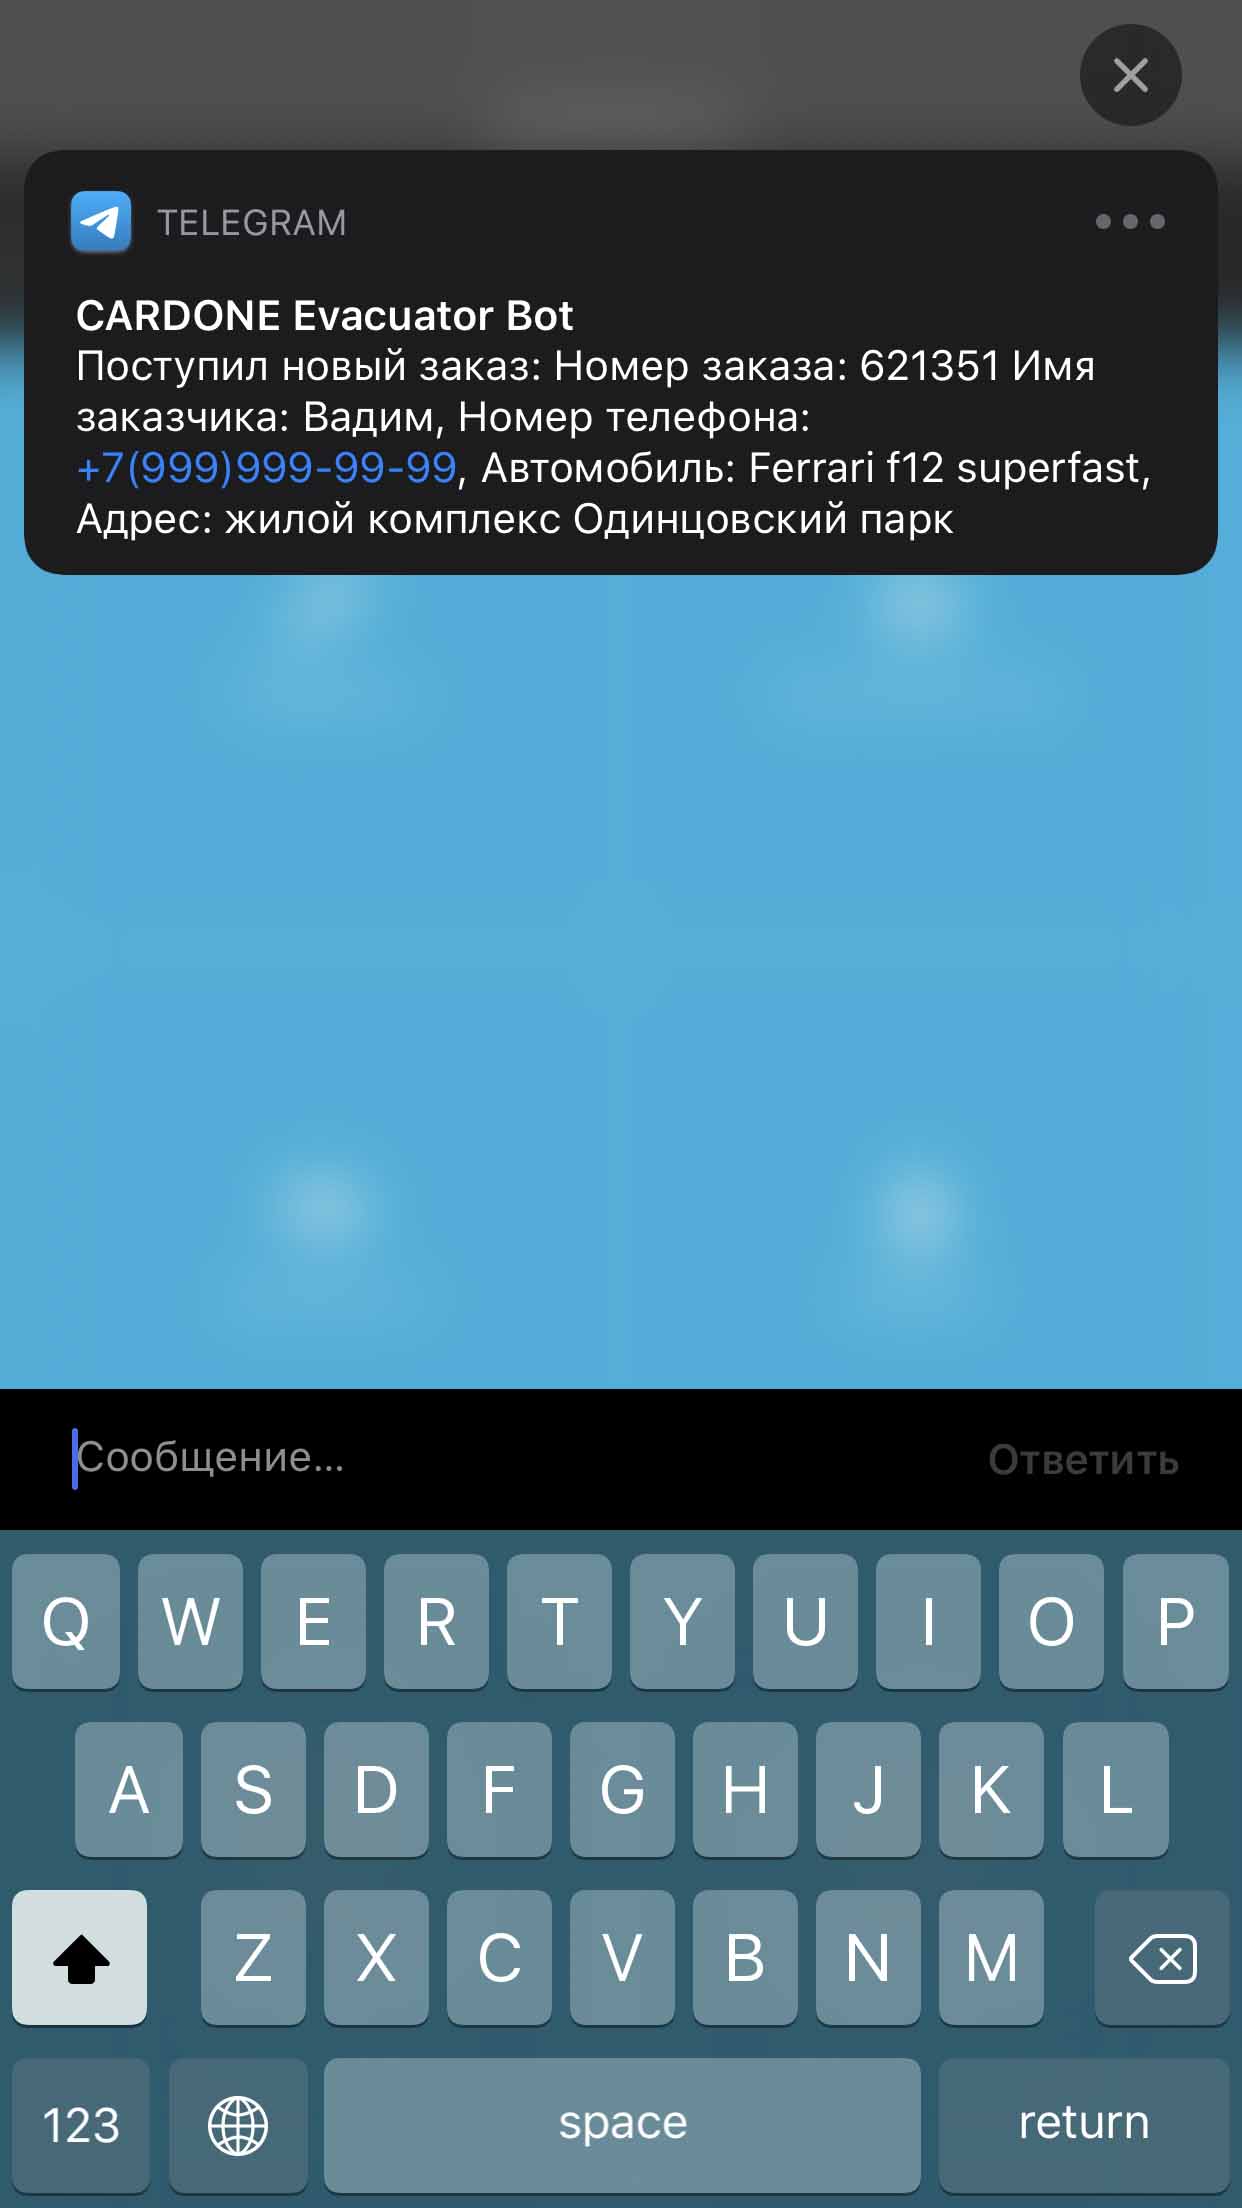 TELEGRAM
CARDONE Evacuator Bot
Поступил новый заказ: Номер заказа: 621351 Имя
заказчика: Вадим, Номер телефона:
+7(999)999-99-99, Автомобиль: Ferrari f12 superfast,
Адрес: жилой комплекс Одинцовский парк
Сообщение... Ответить
Q W E R T Y U I O P
A S D F G H J K L
Z X C V B N M
123 space return